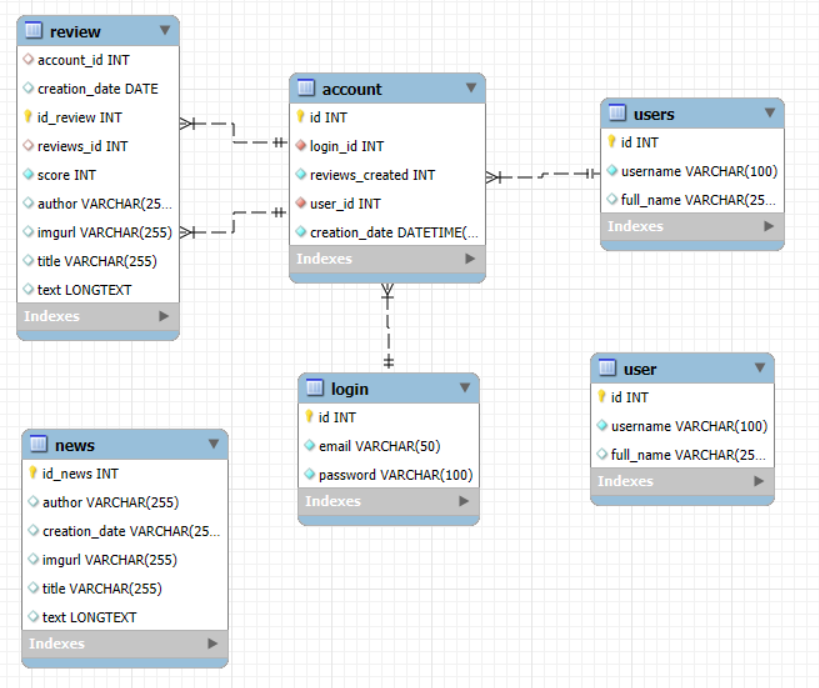 review
account_id INT
creation_date DATE
id_review INT
reviews_id INT
score INT
author VARCHAR(25...
imgurl VARCHAR(255)
title VARCHAR(255)
text LONGTEXT
Indexes
account
id INT
login_id INT
reviews_created INT
user_id INT
creation_date DATETIME(...
Indexes
users
id INT
username VARCHAR(100)
full_name VARCHAR(25...
Indexes
login
id INT
email VARCHAR(50)
password VARCHAR(100)
Indexes
user
id INT
username VARCHAR(100)
full_name VARCHAR(25...
Indexes
news
id_news INT
author VARCHAR(255)
creation_date VARCHAR(25...
imgurl VARCHAR(255)
title VARCHAR(255)
text LONGTEXT
Indexes